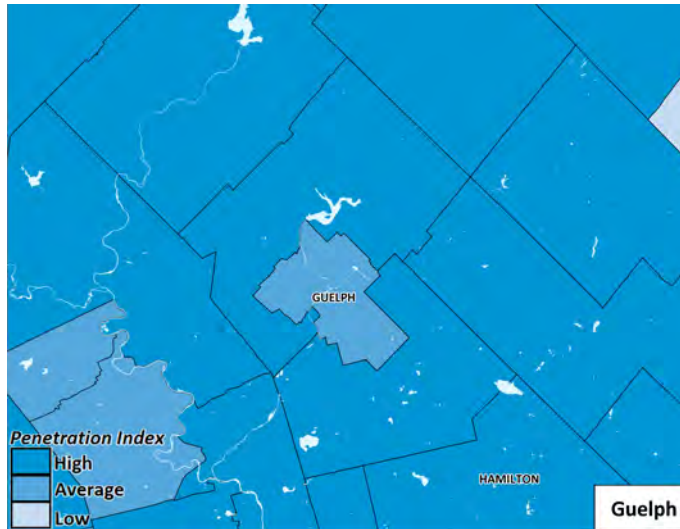 GUELPH
Penetration Index
High
Average
HAMILTON
Low
Guelph